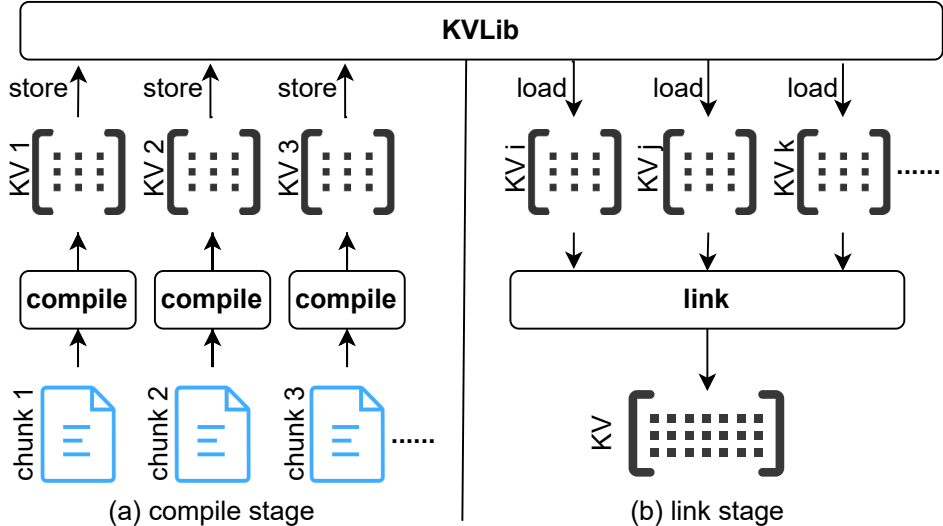 KVLib
store
store
store
load
load
load
KV 1
KV 2
KV 3
KV i
KV j
KV k
......
compile
compile
compile
link
chunk 1
chunk 2
chunk 3
......
KV
(a) compile stage
(b) link stage